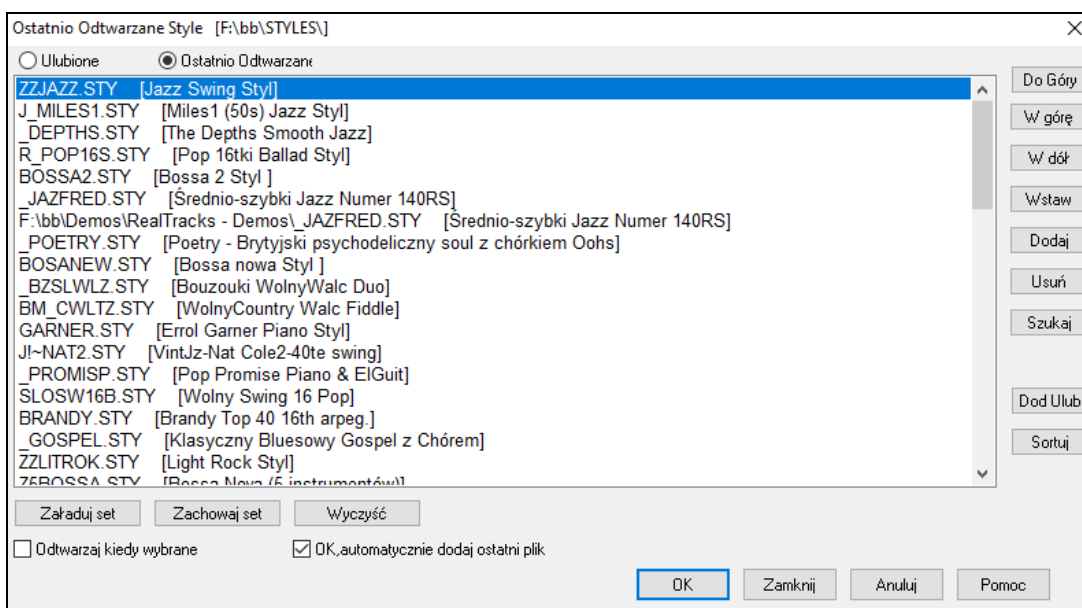 Ostatnio Odtwarzane Style [F:\bb\STYLES\]
Ulubione Ostatnio Odtwarzane
ZZJAZZ.STY [Jazz Swing Styl]
J_MILES1.STY [Miles1 (50s) Jazz Styl]
_DEPTHS.STY [The Depths Smooth Jazz]
R_POP16S.STY [Pop 16tki Ballad Styl]
BOSSA2.STY [Bossa 2 Styl ]
_JAZFRED.STY [Średnio-szybki Jazz Numer 140RS]
F:\bb\Demos\RealTracks - Demos\_JAZFRED.STY [Średnio-szybki Jazz Numer 140RS]
_POETRY.STY [Poetry - Brytyjski psychodeliczny soul z chórkiem Oohs]
BOSANEW.STY [Bossa nowa Styl ]
_BZSLWLZ.STY [Bouzouki WolnyWalc Duo]
BM_CWLTZ.STY [WolnyCountry Walc Fiddle]
GARNER.STY [Errol Garner Piano Styl]
J!~NAT2.STY [VintJz-Nat Cole2-40te swing]
_PROMISP.STY [Pop Promise Piano & ElGuit]
SLOSW16B.STY [Wolny Swing 16 Pop]
BRANDY.STY [Brandy Top 40 16th arpeg.]
_GOSPEL.STY [Klasyczny Bluesowy Gospel z Chórem]
ZZLITROK.STY [Light Rock Styl]
Z5BOSSA.STY [Bossa Nova (5 instrumentów)]
Do Góry
W górę
W dół
Wstaw
Dodaj
Usuń
Szukaj
Dod Ulub
Sortuj
Załaduj set Zachowaj set Wyczyść
Odtwarzaj kiedy wybrane OK,automatycznie dodaj ostatni plik
OK Zamknij Anuluj Pomoc